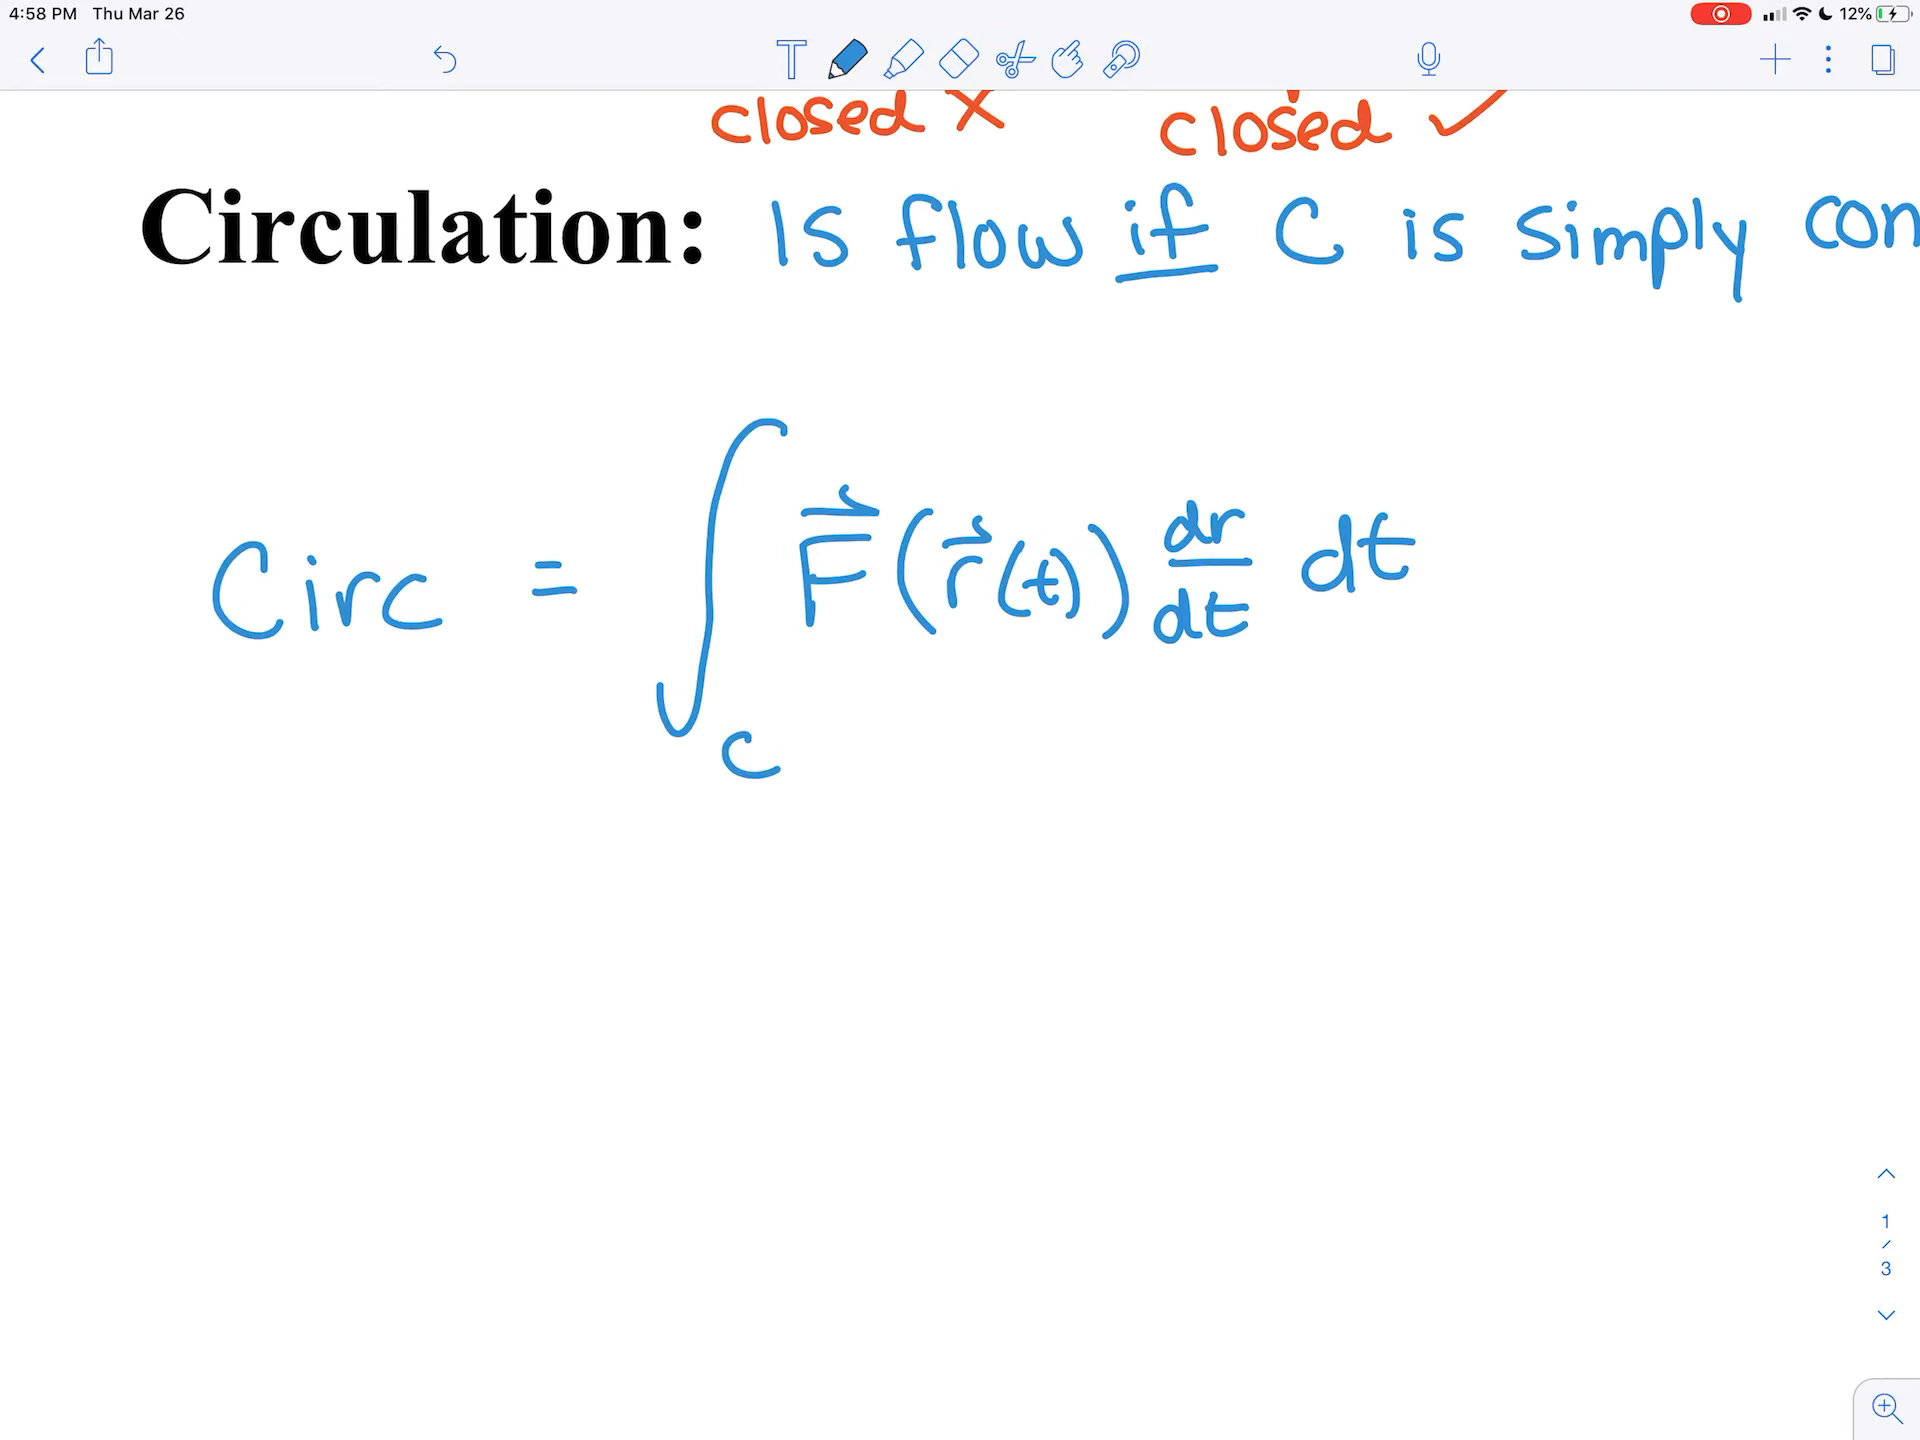 4:58 PM Thu Mar 26 12%
T
closed X closed ✓
Circulation: Is flow if C is simply con
Circ = ∫_C F⃗(r⃗(t)) dr/dt dt
1
/
3